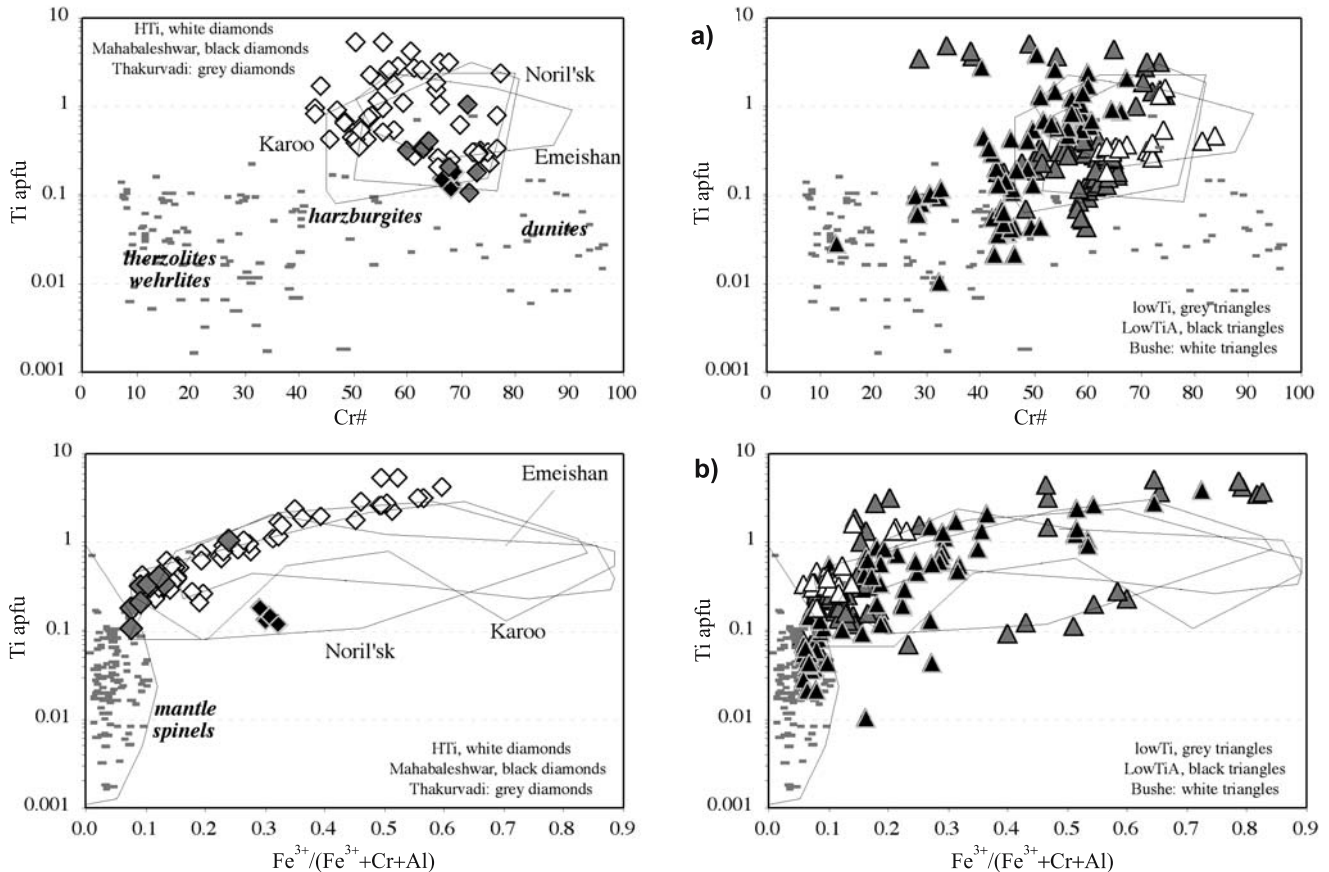 10
1
0.1
0.01
0.001
Ti apfu
HTi, white diamonds
Mahabaleshwar, black diamonds
Thakurvadi: grey diamonds
Noril'sk
Karoo
Emeishan
harzburgites
dunites
lherzolites
wehrlites
0 10 20 30 40 50 60 70 80 90 100
Cr#
a)
10
1
0.1
0.01
0.001
Ti apfu
lowTi, grey triangles
LowTiA, black triangles
Bushe: white triangles
0 10 20 30 40 50 60 70 80 90 100
Cr#
10
1
0.1
0.01
0.001
Ti apfu
Emeishan
Karoo
Noril'sk
mantle
spinels
HTi, white diamonds
Mahabaleshwar, black diamonds
Thakurvadi: grey diamonds
0.0 0.1 0.2 0.3 0.4 0.5 0.6 0.7 0.8 0.9
Fe³⁺/(Fe³⁺+Cr+Al)
b)
10
1
0.1
0.01
0.001
Ti apfu
lowTi, grey triangles
LowTiA, black triangles
Bushe: white triangles
0.0 0.1 0.2 0.3 0.4 0.5 0.6 0.7 0.8 0.9
Fe³⁺/(Fe³⁺+Cr+Al)